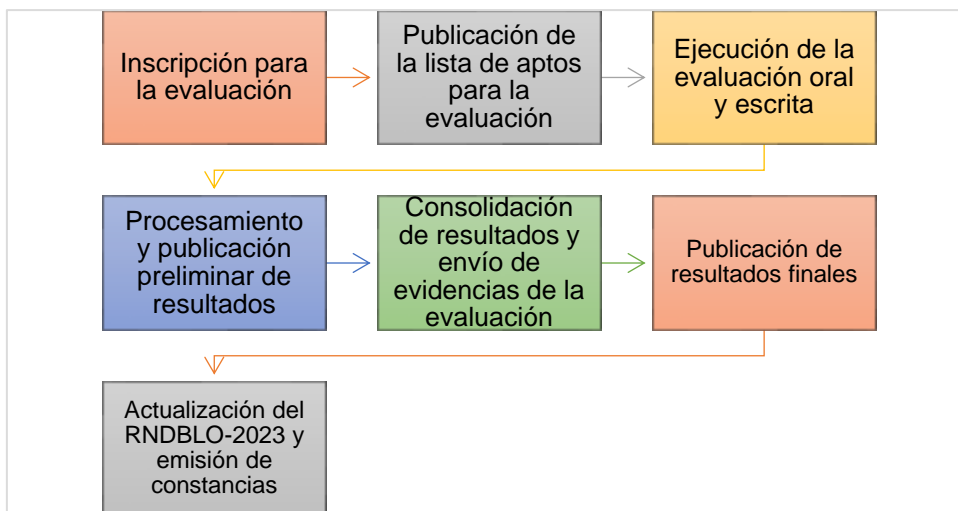 Inscripción para
la evaluación
Publicación de
la lista de aptos
para la
evaluación
Ejecución de la
evaluación oral
y escrita
Procesamiento
y publicación
preliminar de
resultados
Consolidación
de resultados y
envío de
evidencias de la
evaluación
Publicación de
resultados finales
Actualización del
RNDBLO-2023 y
emisión de
constancias